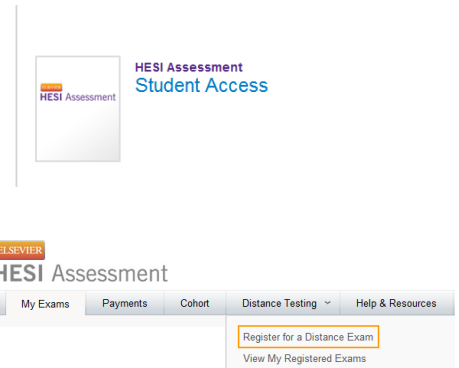 HESI Assessment
Student Access
ELSEVIER
HESI Assessment
ELSEVIER
HESI Assessment
My Exams Payments Cohort Distance Testing Help & Resources
Register for a Distance Exam
View My Registered Exams